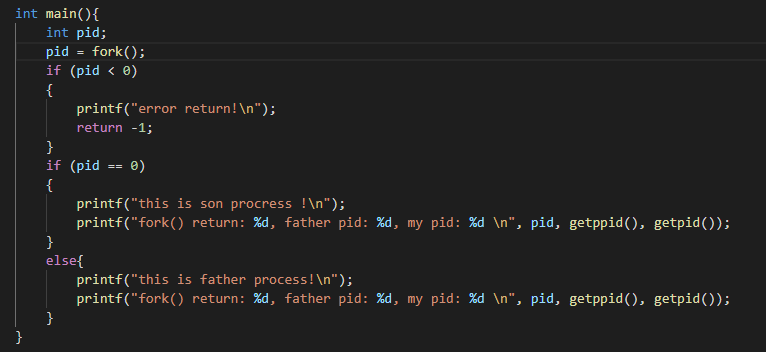 int main(){
    int pid;
    pid = fork();
    if (pid < 0)
    {
        printf("error return!\n");
        return -1;
    }
    if (pid == 0)
    {
        printf("this is son procress !\n");
        printf("fork() return: %d, father pid: %d, my pid: %d \n", pid, getppid(), getpid());
    }
    else{
        printf("this is father process!\n");
        printf("fork() return: %d, father pid: %d, my pid: %d \n", pid, getppid(), getpid());
    }
}